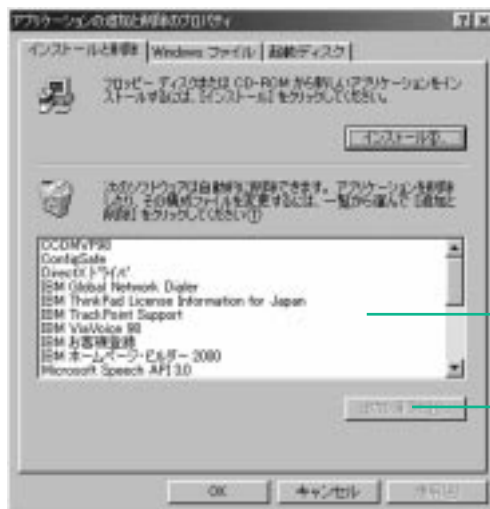 アプリケーションの追加と削除のプロパティ
インストールと削除
Windows ファイル
起動ディスク
フロッピー ディスクまたは CD-ROM から新しいアプリケーションをイン
ストールするには、[インストール] をクリックしてください。
インストール(I)...
次のソフトウェアは自動的に削除できます。アプリケーションを削除
したり、その構成ファイルを変更するには、一覧から選んで [追加と
削除] をクリックしてください(T)
CCDMVP98
ConfigSafe
DirectX ドライバ
IBM Global Network Dialer
IBM ThinkPad License Information for Japan
IBM TrackPoint Support
IBM ViaVoice 98
IBM お客様登録
IBM ホームページ・ビルダー 2000
Microsoft Speech API 3.0
OK
キャンセル